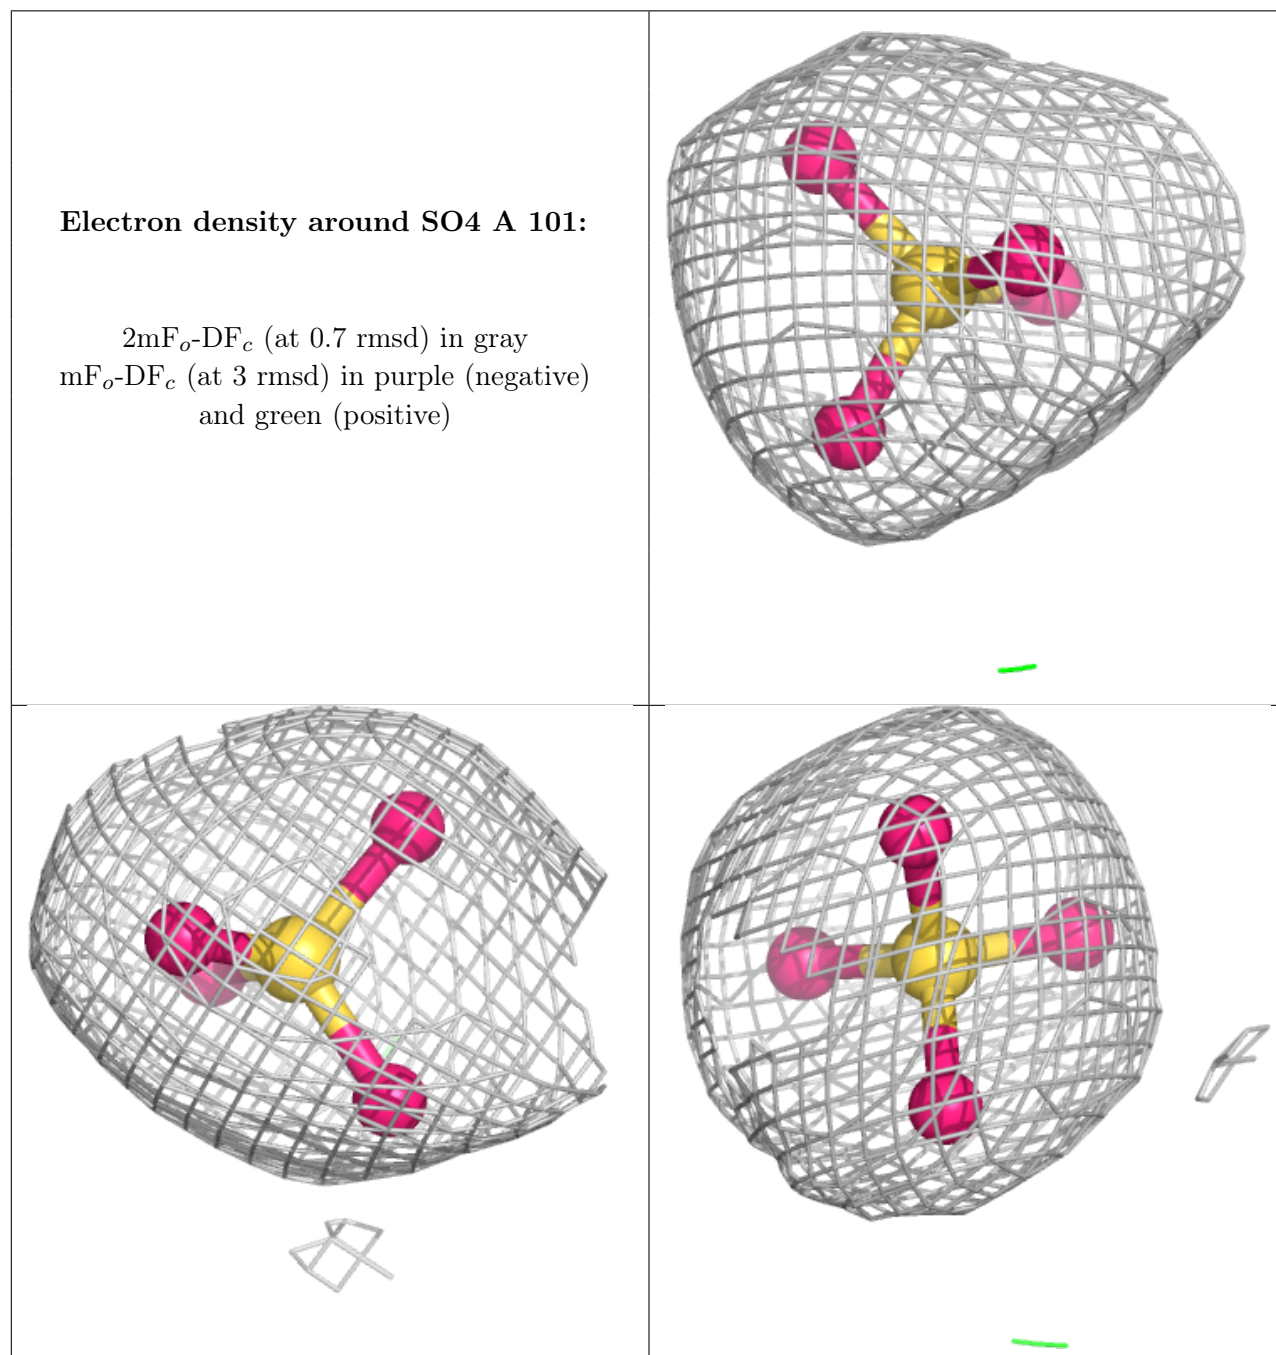 Electron density around SO4 A 101:
2mFₒ-DF𝒸 (at 0.7 rmsd) in gray
mFₒ-DF𝒸 (at 3 rmsd) in purple (negative)
and green (positive)